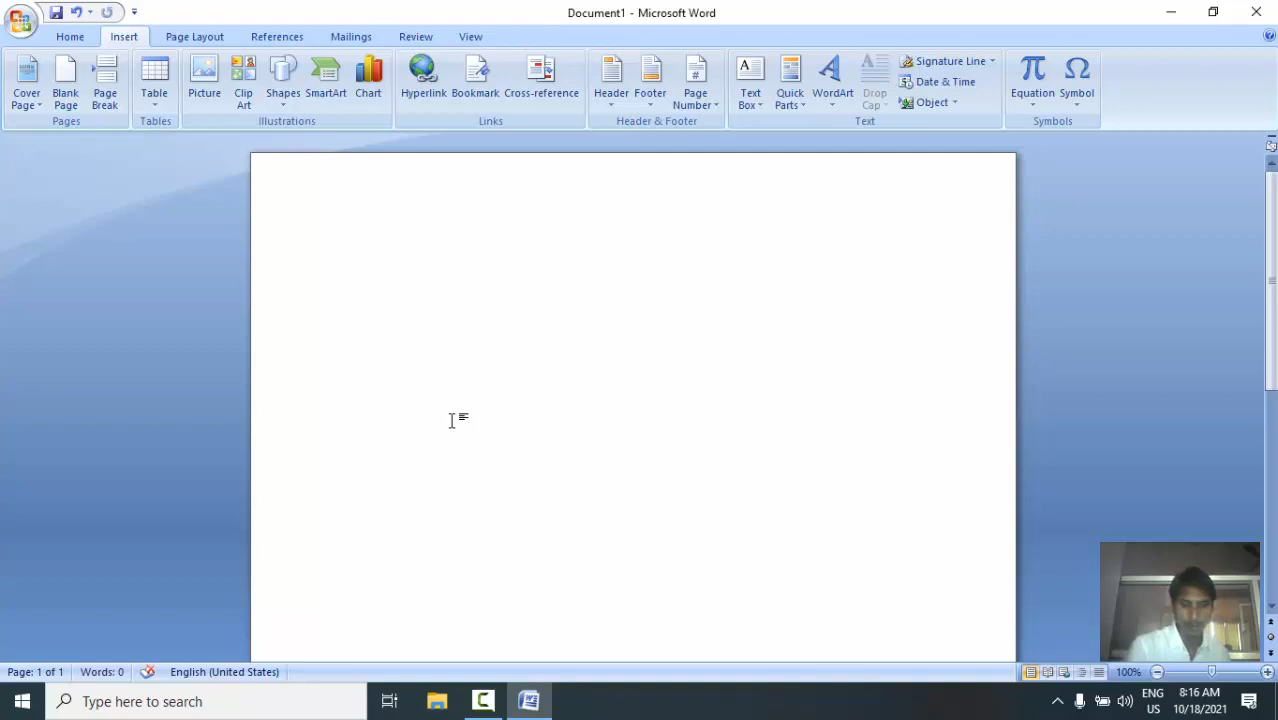 Document1 - Microsoft Word
Home Insert Page Layout References Mailings Review View
Cover Page Blank Page Page Break Table Picture Clip Art Shapes SmartArt Chart Hyperlink Bookmark Cross-reference Header Footer Page Number Text Box Quick Parts WordArt Drop Cap Signature Line Equation Symbol
Date & Time
Object
Pages Tables Illustrations Links Header & Footer Text Symbols
Page: 1 of 1 Words: 0 English (United States) 100%
Type here to search
ENG 8:16 AM
US 10/18/2021